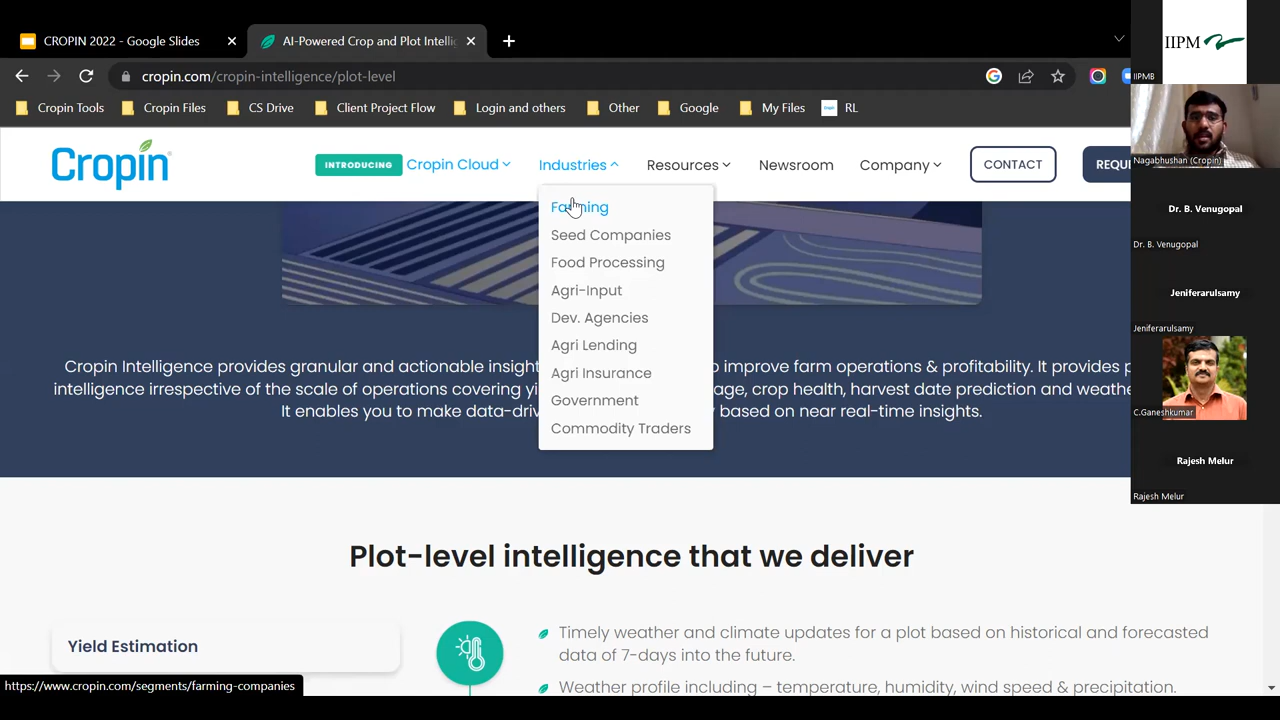 CROPIN 2022 - Google Slides
AI-Powered Crop and Plot Intelli
cropin.com/cropin-intelligence/plot-level
Cropin Tools
Cropin Files
CS Drive
Client Project Flow
Login and others
Other
Google
My Files
RL
Cropin
INTRODUCING
Cropin Cloud
Industries
Resources
Newsroom
Company
CONTACT
REQU
Farming
Seed Companies
Food Processing
Agri-Input
Dev. Agencies
Agri Lending
Agri Insurance
Government
Commodity Traders
Cropin Intelligence provides granular and actionable insight o improve farm operations & profitability. It provides p
intelligence irrespective of the scale of operations covering yi age, crop health, harvest date prediction and weathe
It enables you to make data-driv based on near real-time insights.
Plot-level intelligence that we deliver
Yield Estimation
Timely weather and climate updates for a plot based on historical and forecasted
data of 7-days into the future.
Weather profile including – temperature, humidity, wind speed & precipitation.
https://www.cropin.com/segments/farming-companies
IIPM
IIPMB
Nagabhushan (Cropin)
Dr. B. Venugopal
Dr. B. Venugopal
Jeniferarulsamy
Jeniferarulsamy
C.Ganeshkumar
Rajesh Melur
Rajesh Melur